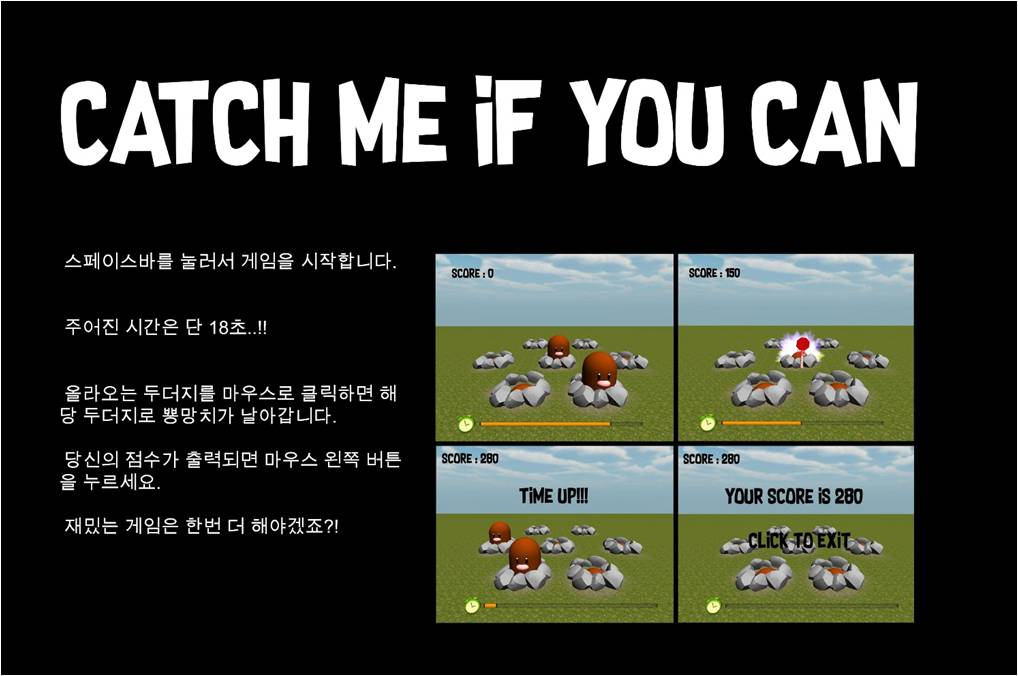 CATCH ME iF YOU CAN
스페이스바를 눌러서 게임을 시작합니다.
주어진 시간은 단 18초..!!
올라오는 두더지를 마우스로 클릭하면 해
당 두더지로 뿅망치가 날아갑니다.
당신의 점수가 출력되면 마우스 왼쪽 버튼
을 누르세요.
재밌는 게임은 한번 더 해야겠죠?!
SCORE : 0
SCORE : 150
SCORE : 280
TiME UP!!!
SCORE : 280
YOUR SCORE iS 280
CLiCK TO EXiT